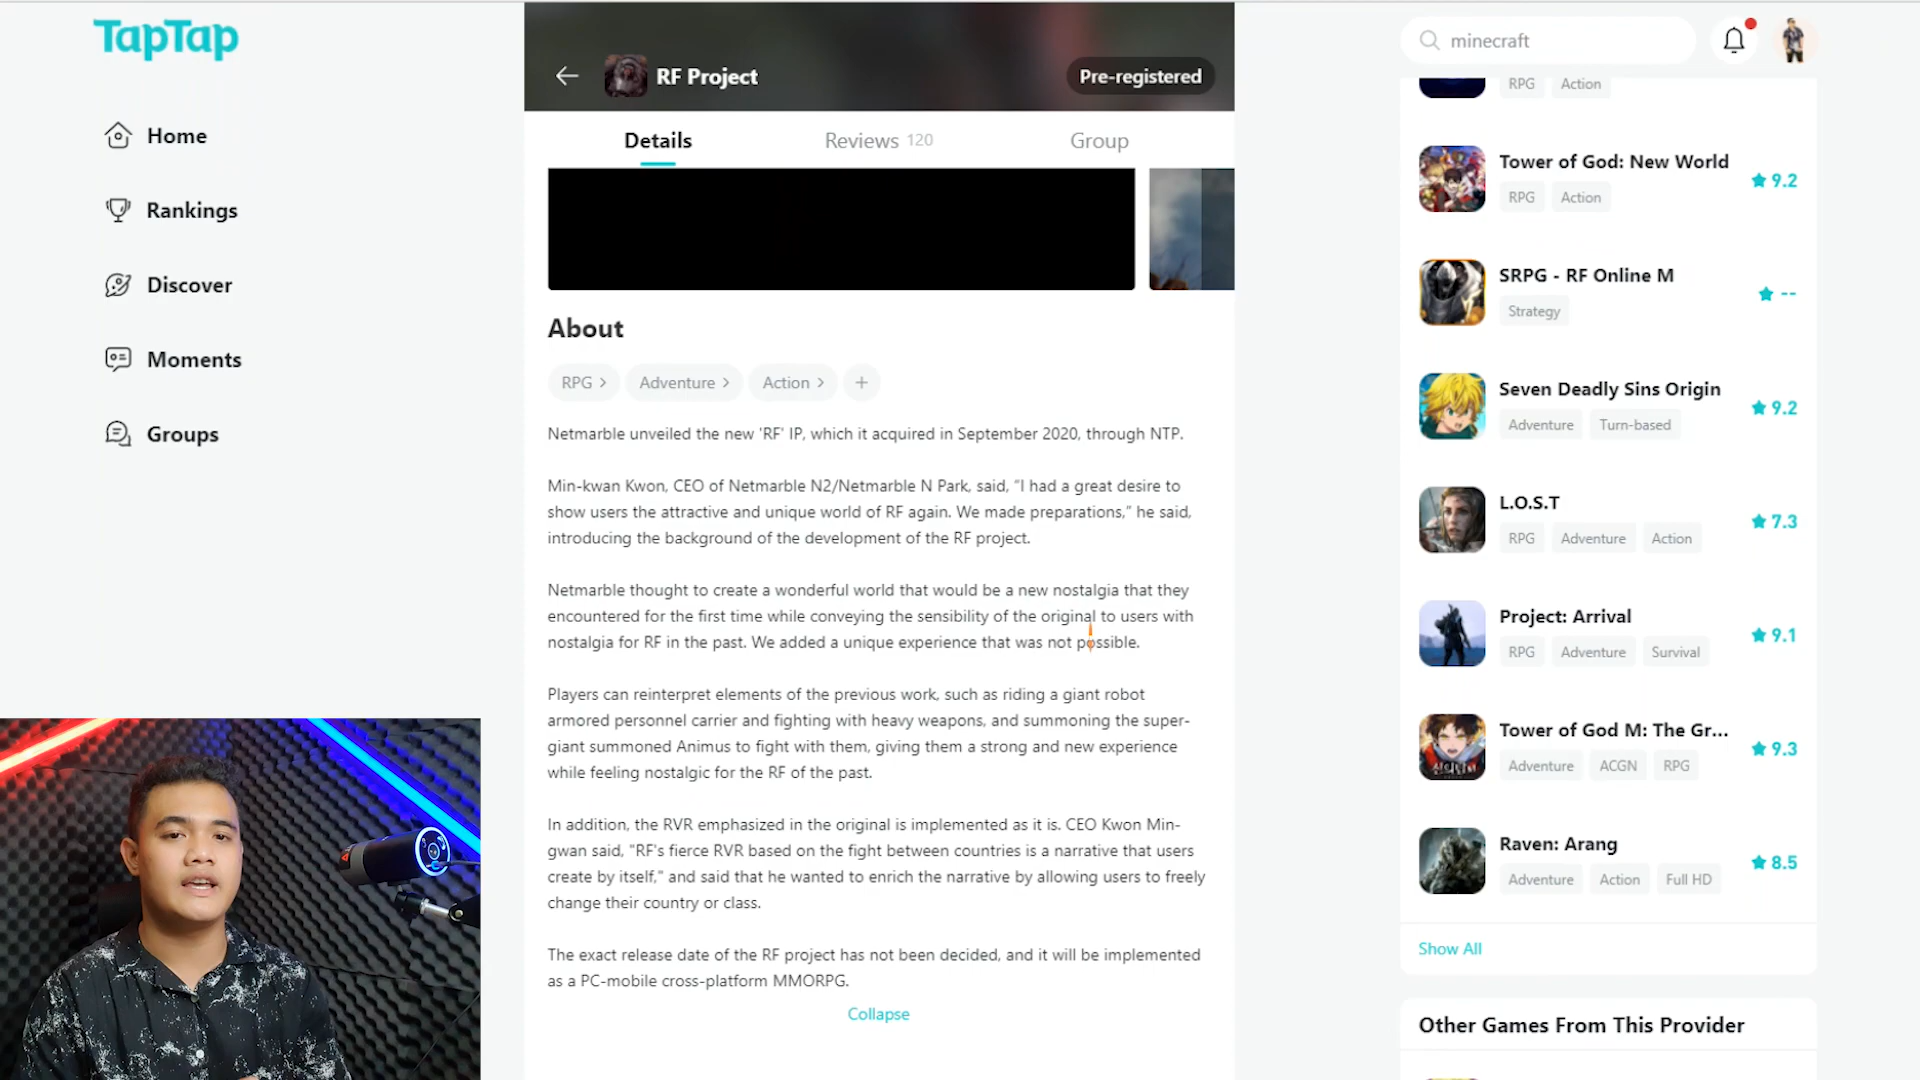 TapTap
Home
Rankings
Discover
Moments
Groups
RF Project
Pre-registered
Details
Reviews 120
Group
About
RPG >
Adventure >
Action >
+
Netmarble unveiled the new 'RF' IP, which it acquired in September 2020, through NTP.
Min-kwan Kwon, CEO of Netmarble N2/Netmarble N Park, said, “I had a great desire to
show users the attractive and unique world of RF again. We made preparations,” he said,
introducing the background of the development of the RF project.
Netmarble thought to create a wonderful world that would be a new nostalgia that they
encountered for the first time while conveying the sensibility of the original to users with
nostalgia for RF in the past. We added a unique experience that was not possible.
Players can reinterpret elements of the previous work, such as riding a giant robot
armored personnel carrier and fighting with heavy weapons, and summoning the super-
giant summoned Animus to fight with them, giving them a strong and new experience
while feeling nostalgic for the RF of the past.
In addition, the RVR emphasized in the original is implemented as it is. CEO Kwon Min-
gwan said, "RF's fierce RVR based on the fight between countries is a narrative that users
create by itself," and said that he wanted to enrich the narrative by allowing users to freely
change their country or class.
The exact release date of the RF project has not been decided, and it will be implemented
as a PC-mobile cross-platform MMORPG.
Collapse
minecraft
RPG Action
Tower of God: New World
RPG Action
9.2
SRPG - RF Online M
Strategy
--
Seven Deadly Sins Origin
Adventure Turn-based
9.2
L.O.S.T
RPG Adventure Action
7.3
Project: Arrival
RPG Adventure Survival
9.1
Tower of God M: The Gr...
Adventure ACGN RPG
9.3
Raven: Arang
Adventure Action Full HD
8.5
Show All
Other Games From This Provider